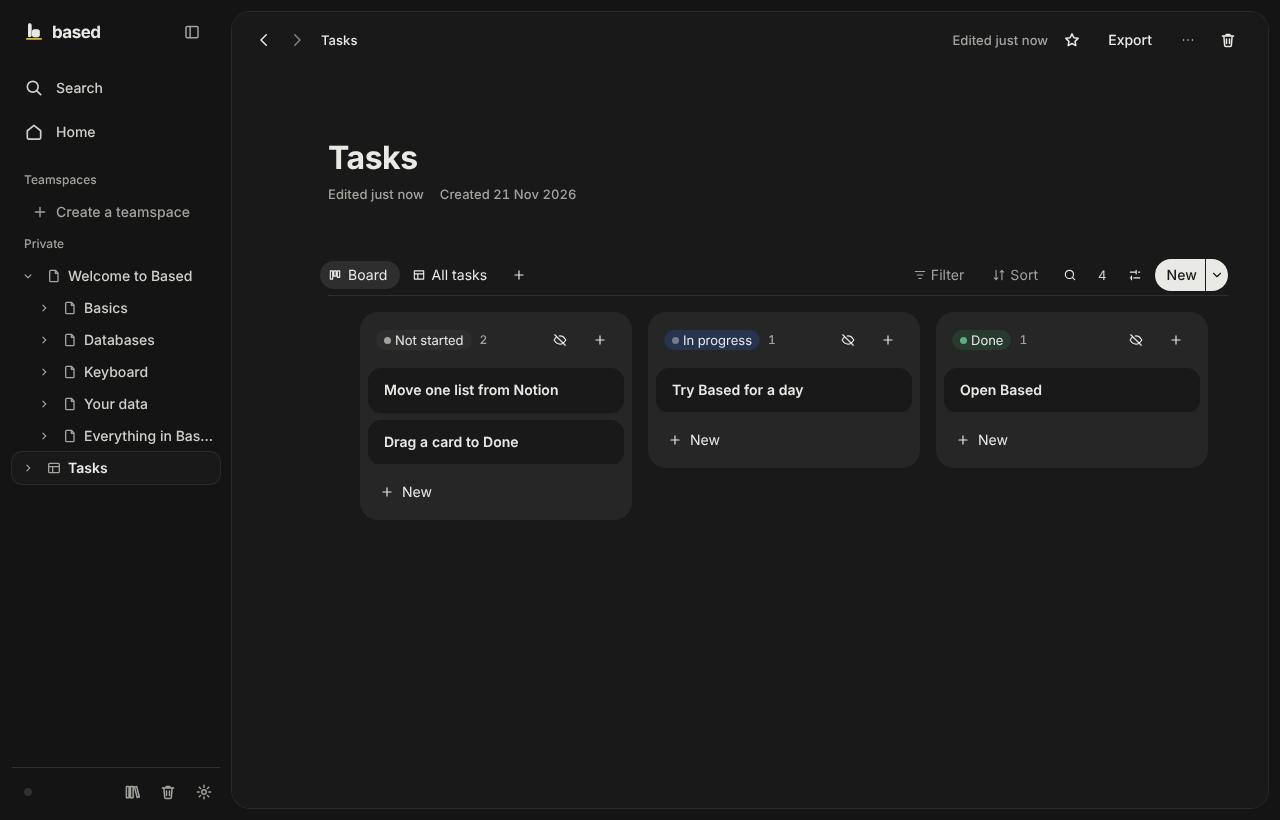 based
Search
Home
Teamspaces
Create a teamspace
Private
Welcome to Based
Basics
Databases
Keyboard
Your data
Everything in Bas...
Tasks
Tasks
Edited just now
Export
Tasks
Edited just now Created 21 Nov 2026
Board
All tasks
Filter
Sort
4
New
Not started 2
Move one list from Notion
Drag a card to Done
New
In progress 1
Try Based for a day
New
Done 1
Open Based
New